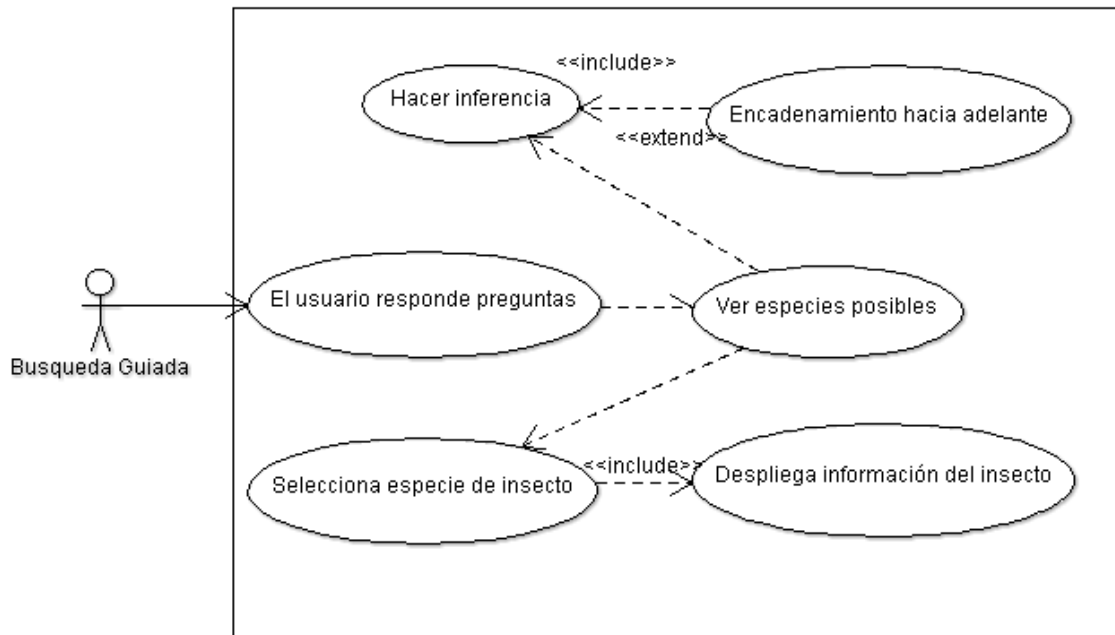 <<include>>
Hacer inferencia
Encadenamiento hacia adelante
<<extend>>
El usuario responde preguntas
Ver especies posibles
Busqueda Guiada
<<include>>
Selecciona especie de insecto
Despliega información del insecto